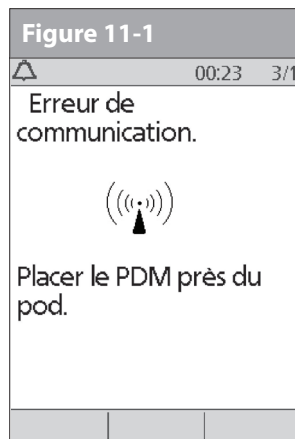 Figure 11-1
00:23 3/1
Erreur de
communication.
Placer le PDM près du
pod.